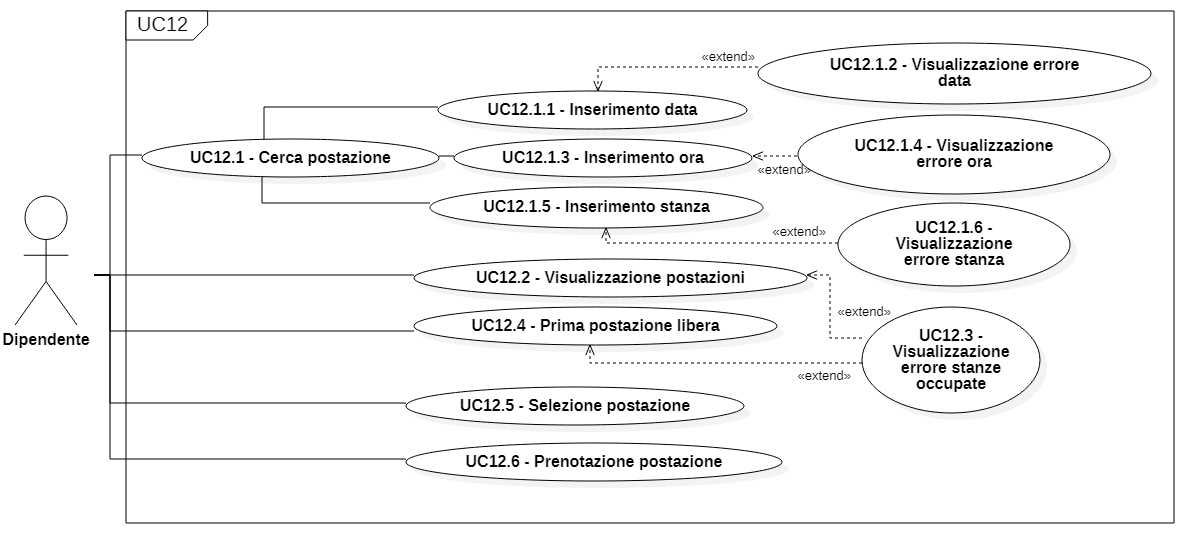 UC12
«extend»
UC12.1.2 - Visualizzazione errore
data
UC12.1.1 - Inserimento data
UC12.1 - Cerca postazione
UC12.1.3 - Inserimento ora
«extend»
UC12.1.4 - Visualizzazione
errore ora
UC12.1.5 - Inserimento stanza
«extend»
UC12.1.6 -
Visualizzazione
errore stanza
UC12.2 - Visualizzazione postazioni
«extend»
UC12.4 - Prima postazione libera
UC12.3 -
Visualizzazione
errore stanze
occupate
Dipendente
«extend»
UC12.5 - Selezione postazione
UC12.6 - Prenotazione postazione